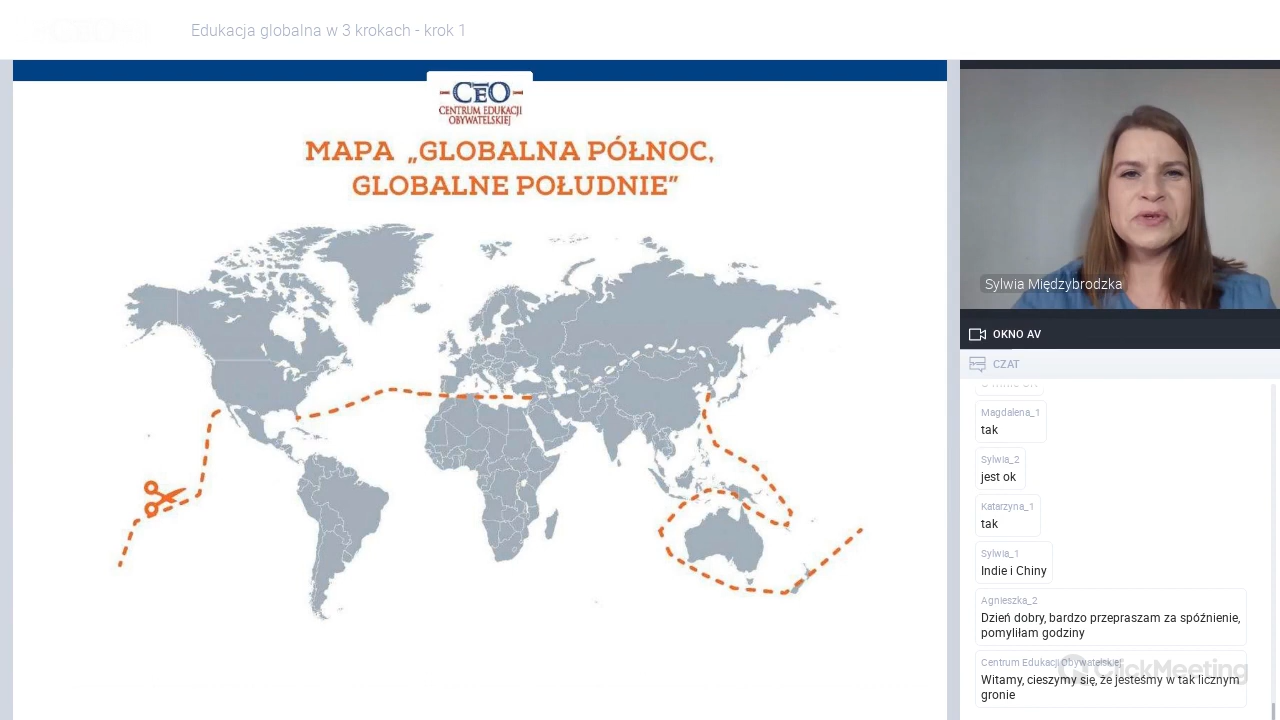 Edukacja globalna w 3 krokach - krok 1
CEO
CENTRUM EDUKACJI
OBYWATELSKIEJ
MAPA „GLOBALNA PÓŁNOC,
GLOBALNE POŁUDNIE”
Sylwia Międzybrodzka
OKNO AV
CZAT
Magdalena_1
tak
Sylwia_2
jest ok
Katarzyna_1
tak
Sylwia_1
Indie i Chiny
Agnieszka_2
Dzień dobry, bardzo przepraszam za spóźnienie,
pomyliłam godziny
Centrum Edukacji Obywatelskiej
Witamy, cieszymy się, że jesteśmy w tak licznym
gronie
ClickMeeting